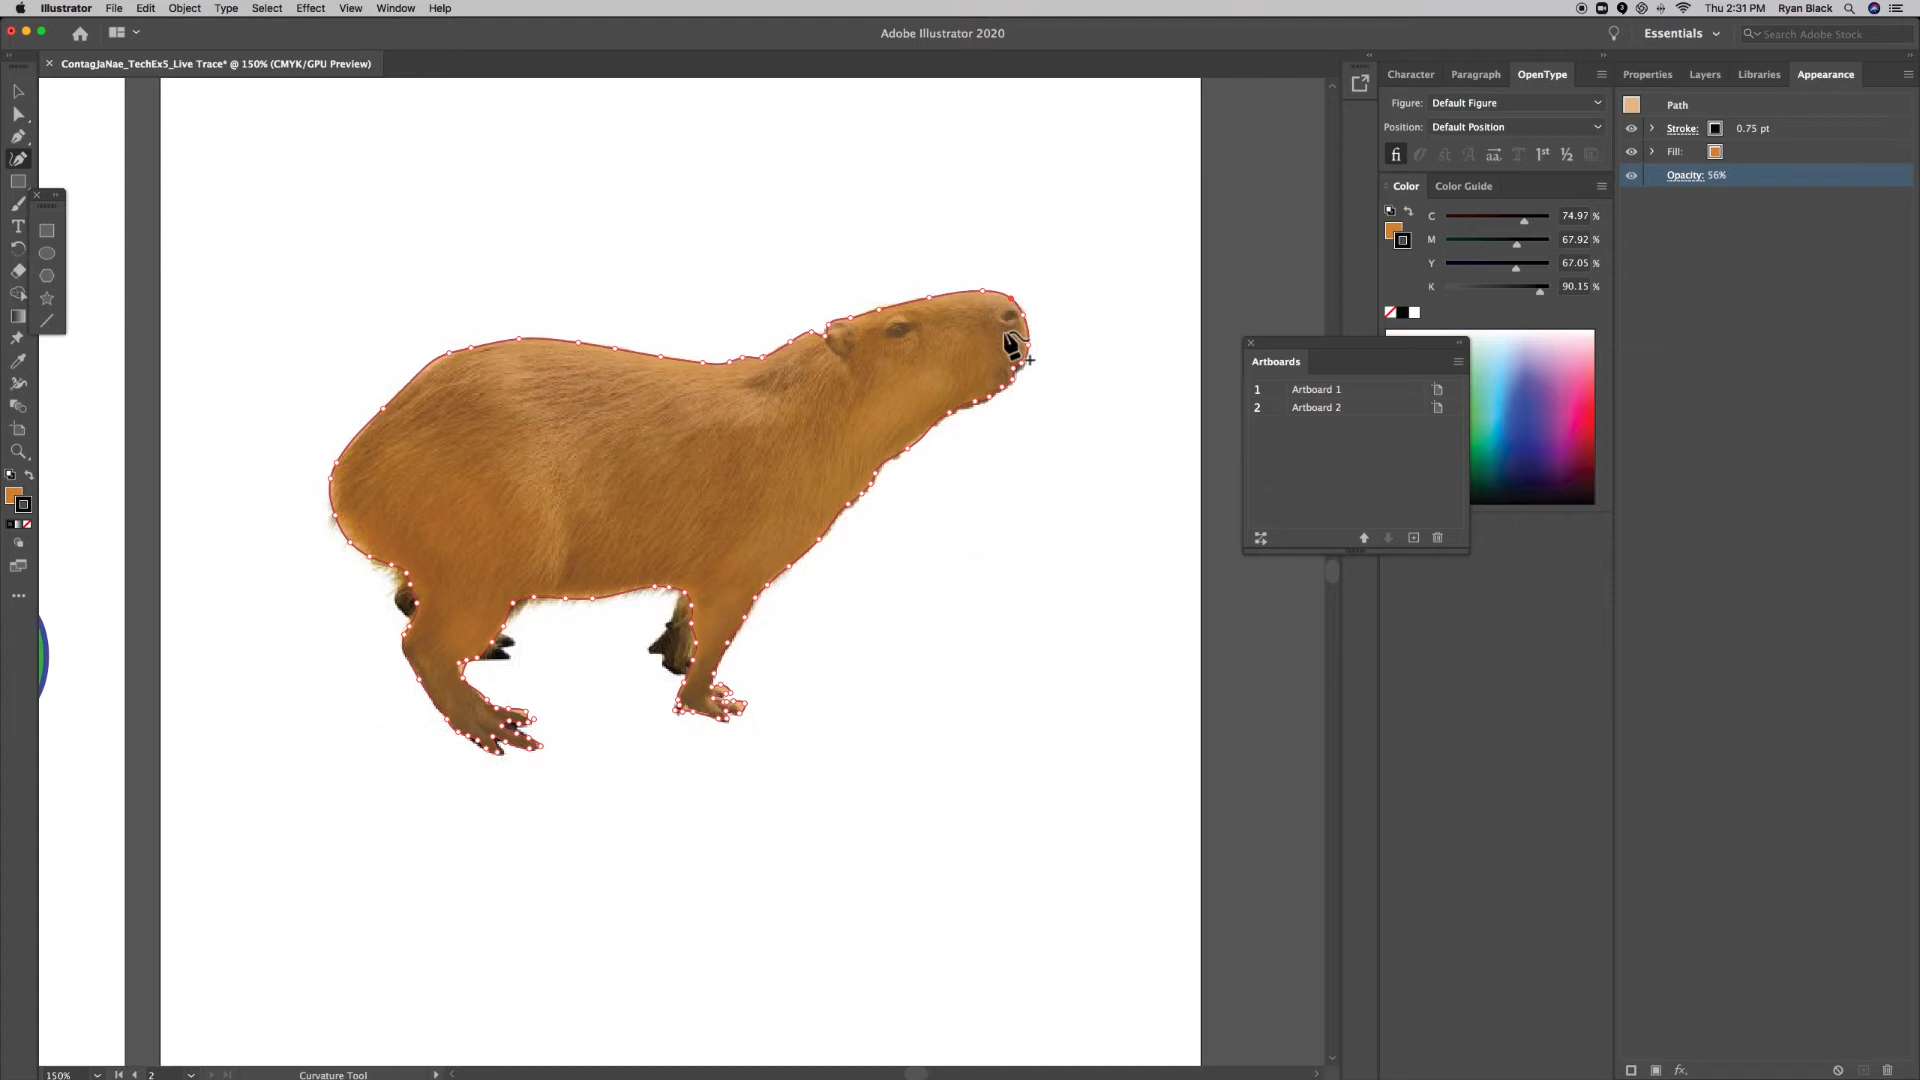 Illustrator File Edit Object Type Select Effect View Window Help
Thu 2:31 PM Ryan Black
Adobe Illustrator 2020
Essentials
Search Adobe Stock
ContagJaNae_TechEx5_Live Trace* @ 150% (CMYK/GPU Preview)
Character Paragraph OpenType
Properties Layers Libraries Appearance
Figure: Default Figure
Path
Position: Default Position
Stroke: 0.75 pt
Fill:
Opacity: 56%
Color Color Guide
C 74.97 %
M 67.92 %
Y 67.05 %
K 90.15 %
Artboards
1 Artboard 1
2 Artboard 2
150% 2 Curvature Tool